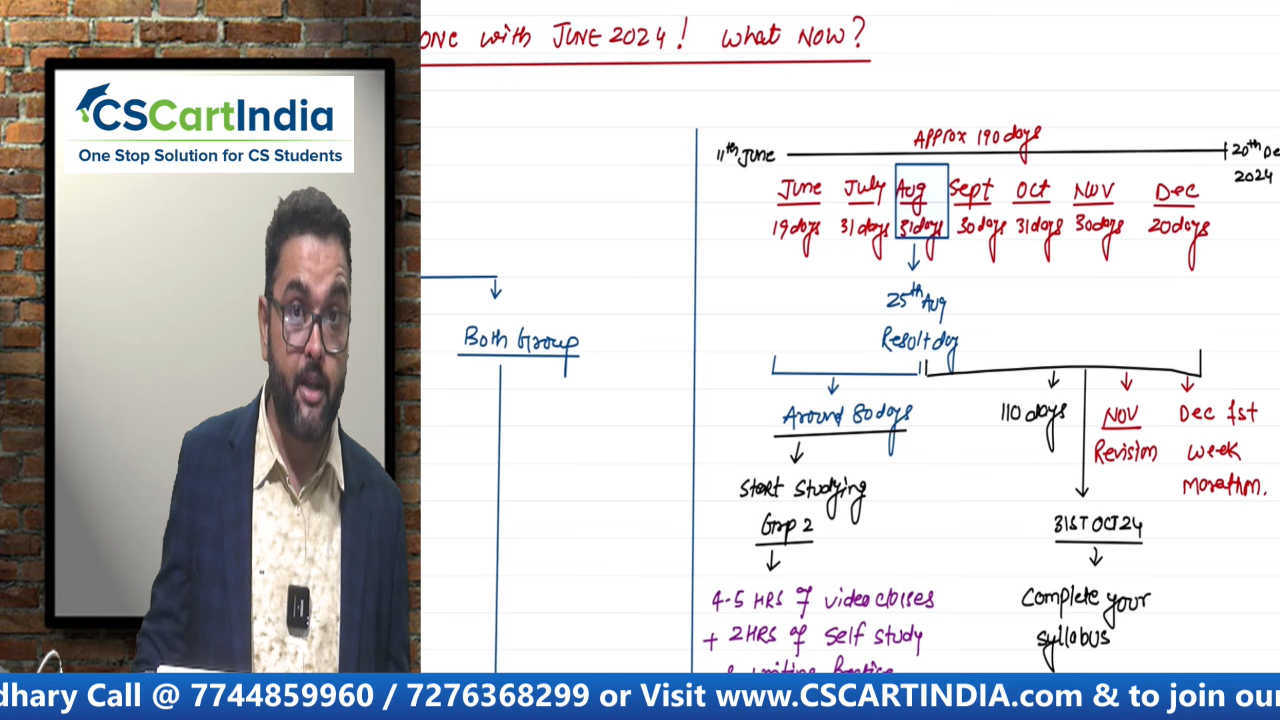 CSCartIndia
One Stop Solution for CS Students
ONE WITH JUNE 2024! What NOW?
Both Group
Approx 190 days
11th June
20th De
2024
June July Aug Sept Oct NOV Dec
19 days 31 days 31 days 30 days 31 days 30 days 20 days
25th Aug
Result day
Around 80 days
Start studying
Grp 2
4-5 HRS of video classes
+ 2 HRS of self study
110 days
NOV
Revision
Dec 1st
week
Marathon.
31ST OCT 24
Complete your
syllabus
dhary Call @ 7744859960 / 7276368299 or Visit www.CSCARTINDIA.com & to join our